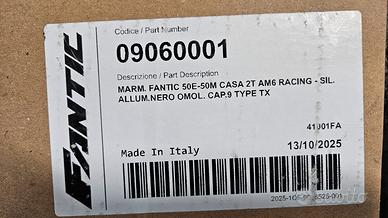 FANTIC
Codice / Part Number
09060001
Descrizione / Part Description
MARM. FANTIC 50E-50M CASA 2T AM6 RACING - SIL.
ALLUM.NERO OMOL. CAP.9 TYPE TX
41001FA
Made In Italy
13/10/2025